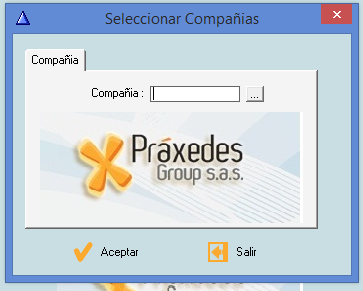 Seleccionar Compañias
Compañia
Compañia :
...
Práxedes
Group s.a.s.
Aceptar
Salir